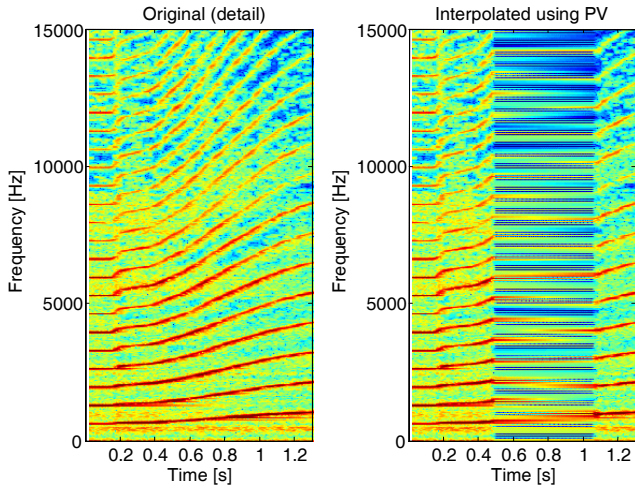 Original (detail)
15000
10000
5000
0
Frequency [Hz]
0.2 0.4 0.6 0.8 1 1.2
Time [s]
Interpolated using PV
15000
10000
5000
0
Frequency [Hz]
0.2 0.4 0.6 0.8 1 1.2
Time [s]